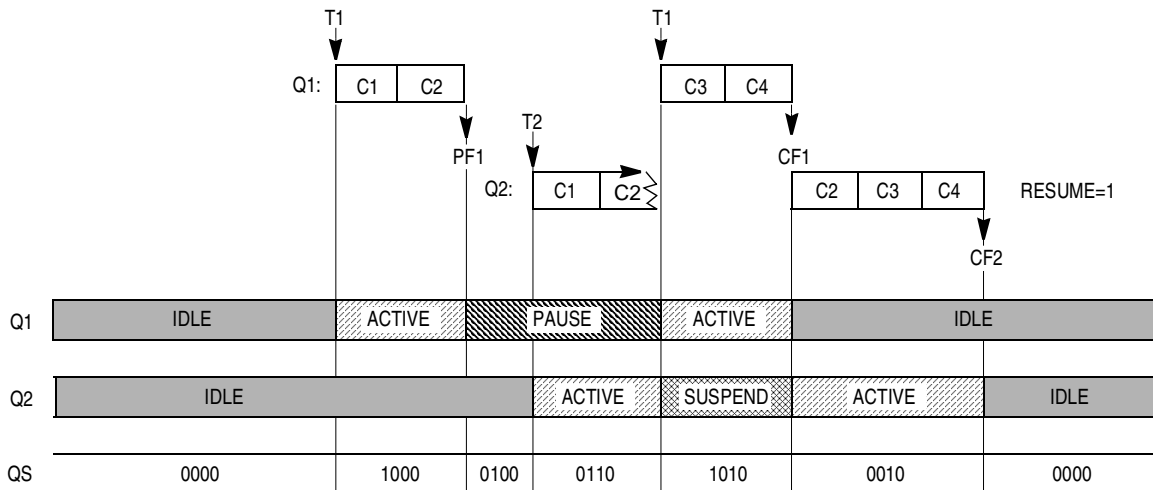 T1 T1
Q1: C1 C2 C3 C4
T2
PF1 CF1
Q2: C1 C2 C2 C3 C4 RESUME=1
CF2
Q1 IDLE ACTIVE PAUSE ACTIVE IDLE
Q2 IDLE ACTIVE SUSPEND ACTIVE IDLE
QS 0000 1000 0100 0110 1010 0010 0000